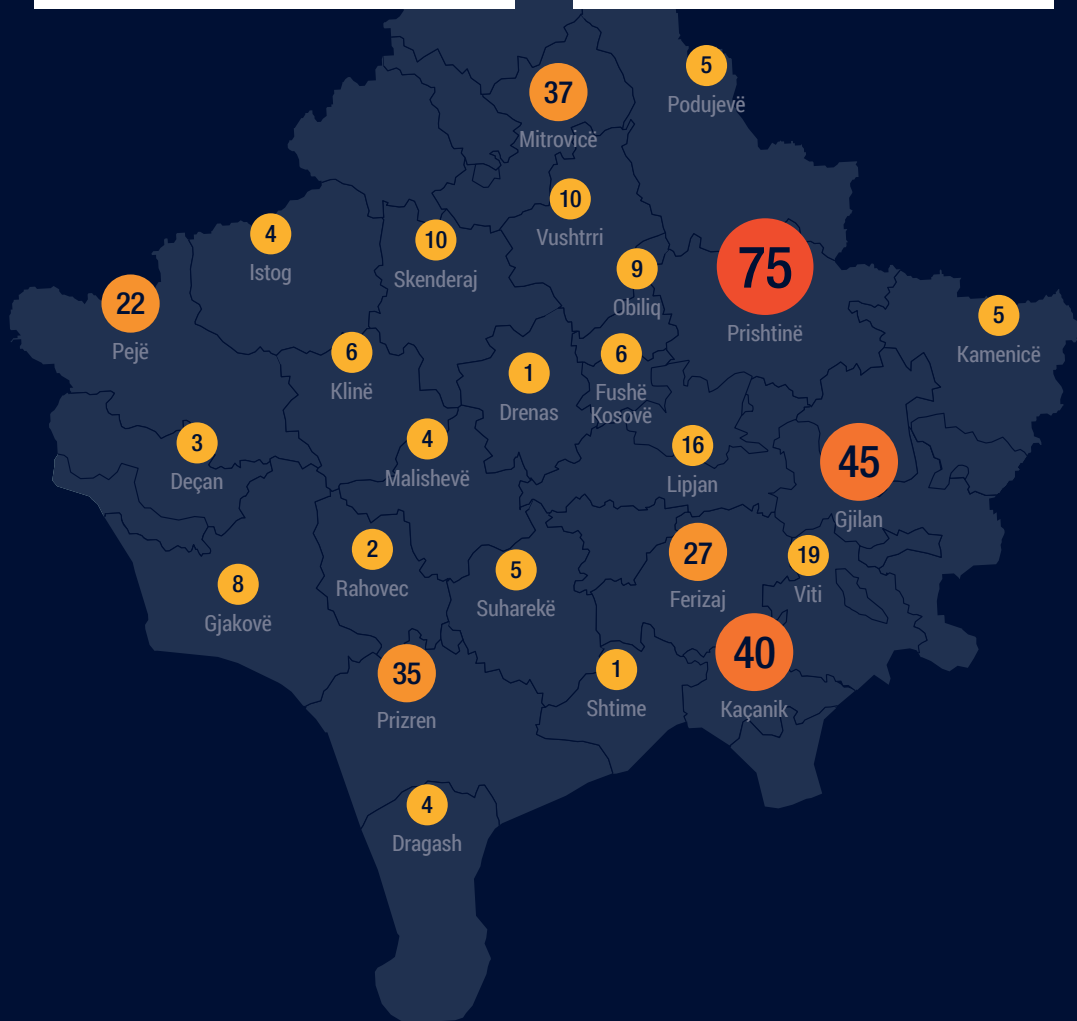 5
Podujevë
37
Mitrovicë
10
Vushtrri
4
Istog
10
Skenderaj
9
Obiliq
75
Prishtinë
22
Pejë
5
Kamenicë
6
Klinë
1
Drenas
6
Fushë
Kosovë
3
Deçan
4
Malishevë
16
Lipjan
45
Gjilan
2
Rahovec
8
Gjakovë
5
Suharekë
27
Ferizaj
19
Viti
35
Prizren
1
Shtime
40
Kaçanik
4
Dragash